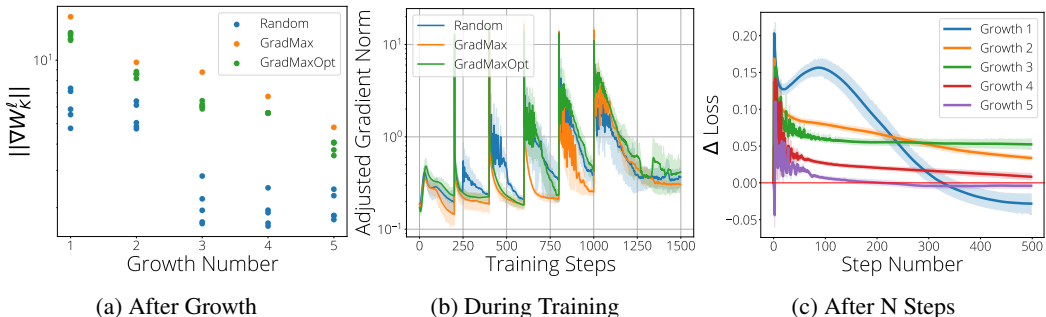 ||∇W_K^ℓ||
10¹
Random
GradMax
GradMaxOpt
1 2 3 4 5
Growth Number
(a) After Growth
Adjusted Gradient Norm
10¹
10⁰
10⁻¹
Random
GradMax
GradMaxOpt
0 250 500 750 1000 1250 1500
Training Steps
(b) During Training
Δ Loss
0.20
0.15
0.10
0.05
0.00
−0.05
Growth 1
Growth 2
Growth 3
Growth 4
Growth 5
0 100 200 300 400 500
Step Number
(c) After N Steps